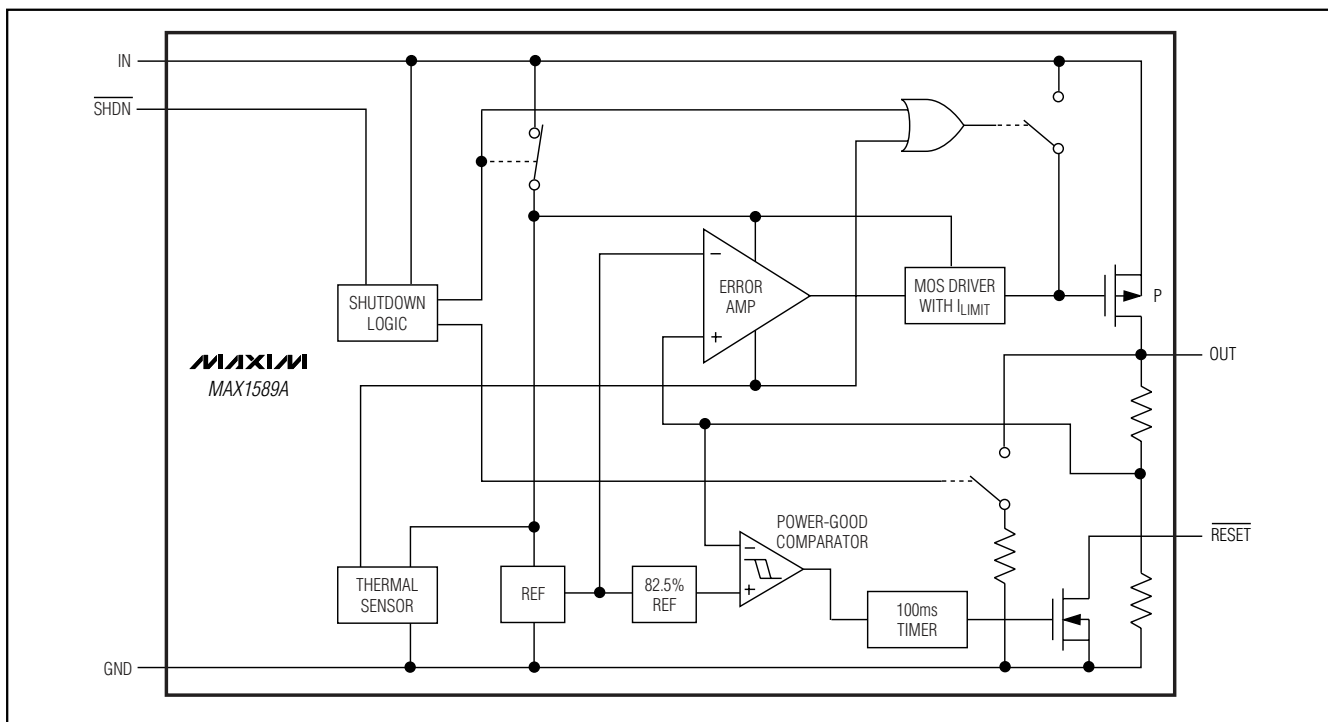 IN
SHDN
SHUTDOWN
LOGIC
MAXIM
MAX1589A
−
ERROR
AMP
+
MOS DRIVER
WITH ILIMIT
P
OUT
POWER-GOOD
COMPARATOR
−
+
RESET
THERMAL
SENSOR
REF
82.5%
REF
100ms
TIMER
GND